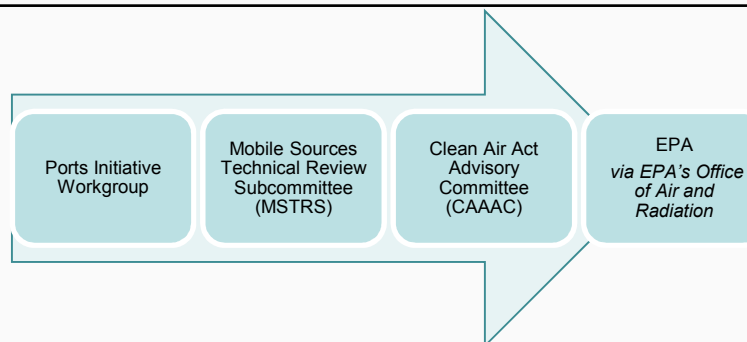 Ports Initiative
Workgroup
Mobile Sources
Technical Review
Subcommittee
(MSTRS)
Clean Air Act
Advisory
Committee
(CAAAC)
EPA
via EPA's Office
of Air and
Radiation